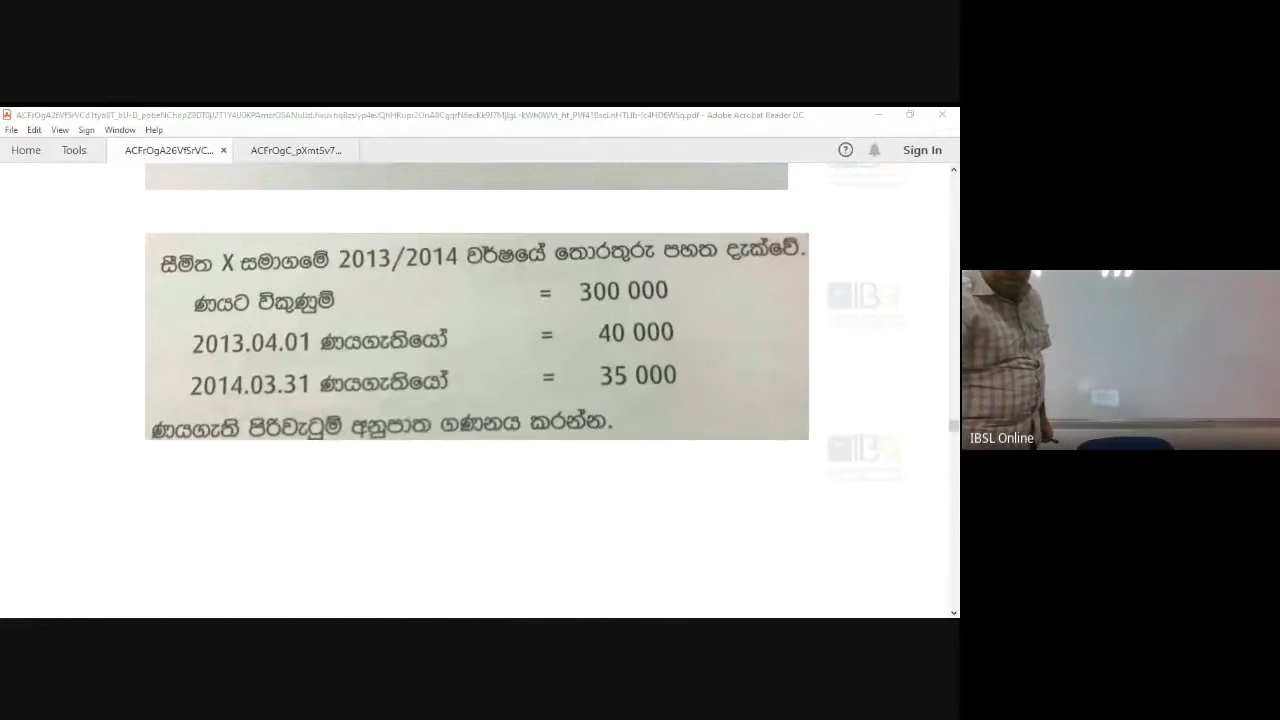 File Edit View Sign Window Help
Home Tools ACFrOgA26VfSrVC... × ACFrOgC_pXmt5v7... Sign In
සීමිත X සමාගමේ 2013/2014 වර්ෂයේ තොරතුරු පහත දැක්වේ.
ණයට විකුණුම් = 300 000
2013.04.01 ණයගැතියෝ = 40 000
2014.03.31 ණයගැතියෝ = 35 000
ණයගැති පිරිවැටුම් අනුපාත ගණනය කරන්න.
IBSL Online